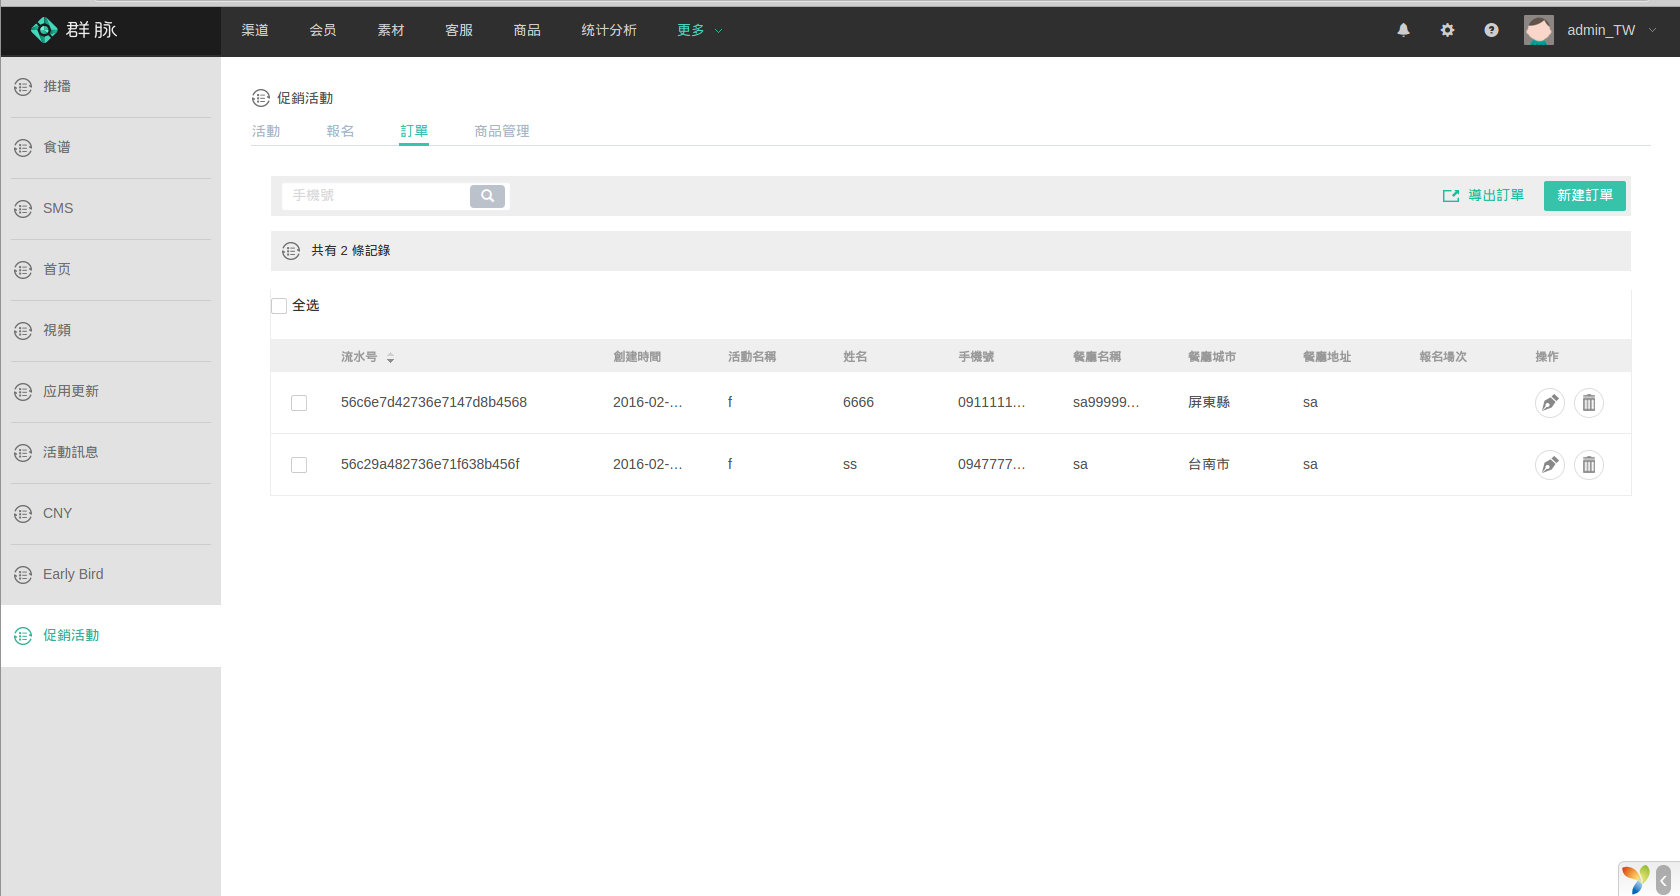 群脉
渠道 会员 素材 客服 商品 统计分析 更多
admin_TW
推播
食谱
SMS
首页
視頻
应用更新
活動訊息
CNY
Early Bird
促銷活動
促銷活動
活動 報名 訂單 商品管理
手機號
導出訂單 新建訂單
共有 2 條記錄
全选
流水号 創建時間 活動名稱 姓名 手機號 餐廳名稱 餐廳城市 餐廳地址 報名場次 操作
56c6e7d42736e7147d8b4568 2016-02-… f 6666 0911111… sa99999… 屏東縣 sa
56c29a482736e71f638b456f 2016-02-… f ss 0947777… sa 台南市 sa